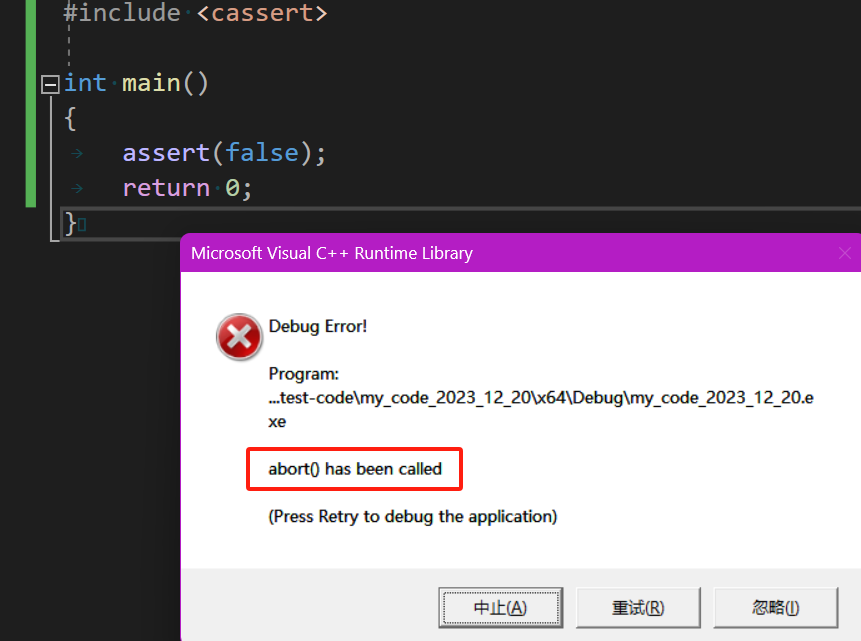 #include <cassert>
int main()
{
assert(false);
return 0;
}
Microsoft Visual C++ Runtime Library
Debug Error!
Program:
...test-code\my_code_2023_12_20\x64\Debug\my_code_2023_12_20.e
xe
abort() has been called
(Press Retry to debug the application)
中止(A) 重试(R) 忽略(I)